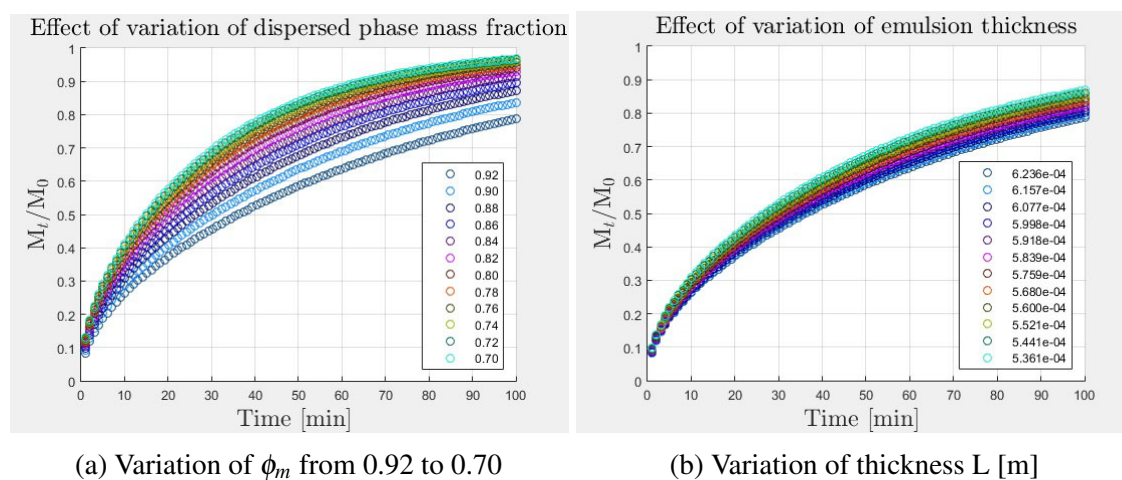 Effect of variation of dispersed phase mass fraction
1
0.9
0.8
0.7
0.6
0.5
0.4
0.3
0.2
0.1
0
M_t/M_0
0.92
0.90
0.88
0.86
0.84
0.82
0.80
0.78
0.76
0.74
0.72
0.70
0 10 20 30 40 50 60 70 80 90 100
Time [min]
(a) Variation of ϕ_m from 0.92 to 0.70
Effect of variation of emulsion thickness
1
0.9
0.8
0.7
0.6
0.5
0.4
0.3
0.2
0.1
0
M_t/M_0
6.236e-04
6.157e-04
6.077e-04
5.998e-04
5.918e-04
5.839e-04
5.759e-04
5.680e-04
5.600e-04
5.521e-04
5.441e-04
5.361e-04
0 10 20 30 40 50 60 70 80 90 100
Time [min]
(b) Variation of thickness L [m]